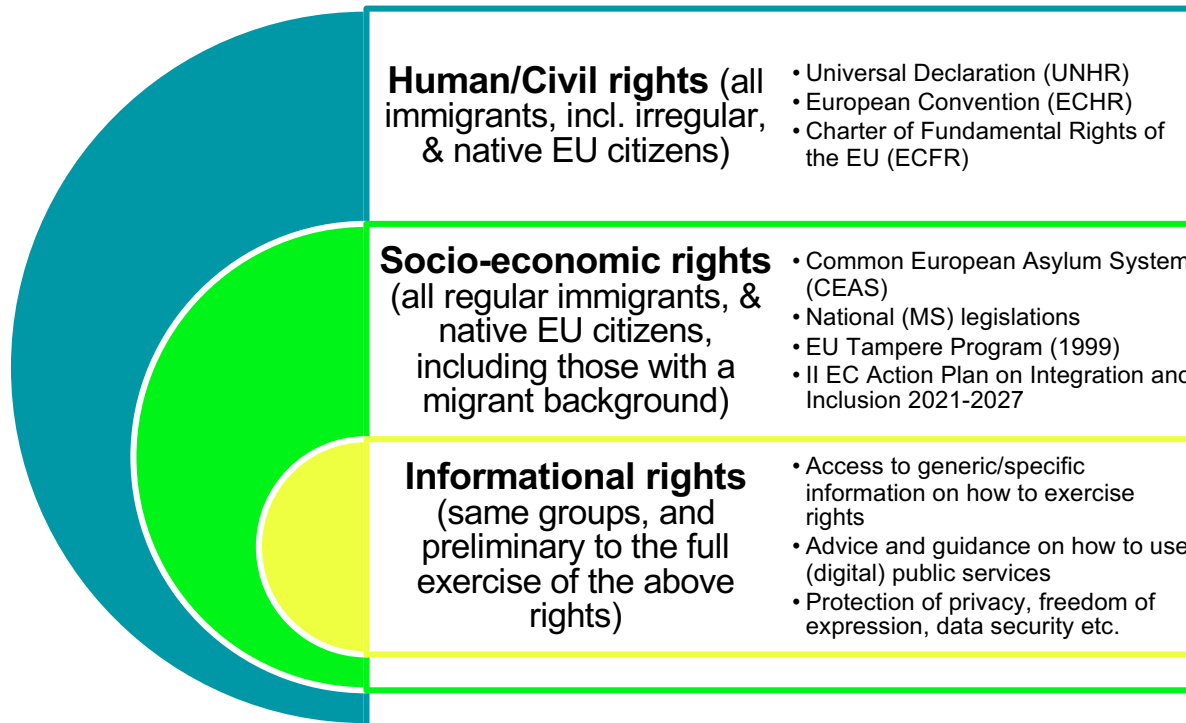 Human/Civil rights (all
immigrants, incl. irregular,
& native EU citizens)
• Universal Declaration (UNHR)
• European Convention (ECHR)
• Charter of Fundamental Rights of
the EU (ECFR)
Socio-economic rights
(all regular immigrants, &
native EU citizens,
including those with a
migrant background)
• Common European Asylum System
(CEAS)
• National (MS) legislations
• EU Tampere Program (1999)
• II EC Action Plan on Integration and
Inclusion 2021-2027
Informational rights
(same groups, and
preliminary to the full
exercise of the above
rights)
• Access to generic/specific
information on how to exercise
rights
• Advice and guidance on how to use
(digital) public services
• Protection of privacy, freedom of
expression, data security etc.